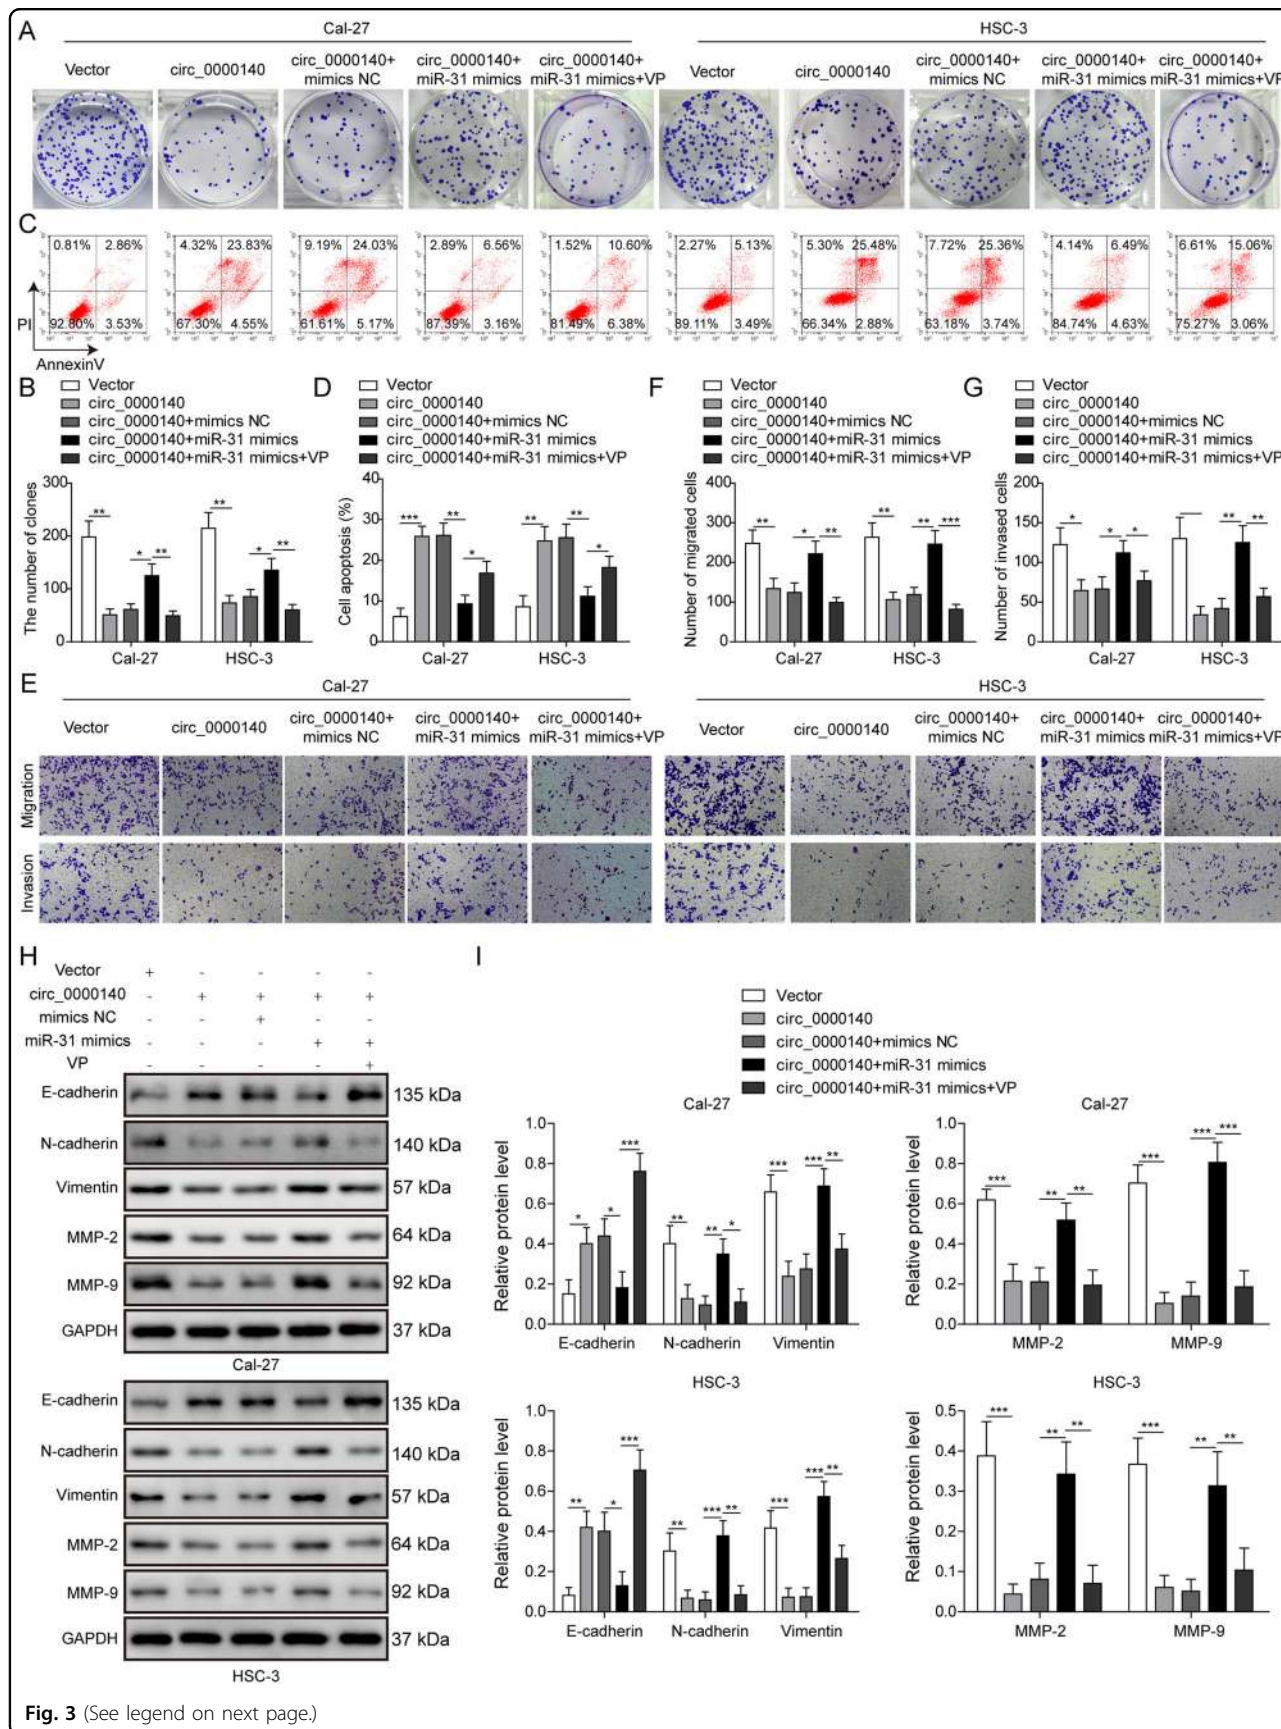 A
Cal-27
HSC-3
Vector
circ_0000140
circ_0000140+
mimics NC
circ_0000140+
miR-31 mimics
circ_0000140+
miR-31 mimics+VP
Vector
circ_0000140
circ_0000140+
mimics NC
circ_0000140+
miR-31 mimics
circ_0000140+
miR-31 mimics+VP
C
0.81% 2.86% 4.32% 23.83% 9.19% 24.03% 2.89% 6.56% 1.52% 10.60% 2.27% 5.13% 5.30% 25.48% 7.72% 25.36% 4.14% 6.49% 6.61% 15.06%
92.80% 3.53% 67.30% 4.55% 61.61% 5.17% 87.39% 3.16% 81.49% 6.38% 89.11% 3.49% 66.34% 2.88% 63.18% 3.74% 84.74% 4.63% 75.27% 3.06%
PI
AnnexinV
B
Vector
circ_0000140
circ_0000140+mimics NC
circ_0000140+miR-31 mimics
circ_0000140+miR-31 mimics+VP
The number of clones
300
200
100
0
** * ** ** * **
Cal-27 HSC-3
D
Vector
circ_0000140
circ_0000140+mimics NC
circ_0000140+miR-31 mimics
circ_0000140+miR-31 mimics+VP
Cell apoptosis (%)
40
30
20
10
0
*** ** * ** ** *
Cal-27 HSC-3
F
Vector
circ_0000140
circ_0000140+mimics NC
circ_0000140+miR-31 mimics
circ_0000140+miR-31 mimics+VP
Number of migrated cells
400
300
200
100
0
** * ** ** ** ***
Cal-27 HSC-3
G
Vector
circ_0000140
circ_0000140+mimics NC
circ_0000140+miR-31 mimics
circ_0000140+miR-31 mimics+VP
Number of invased cells
200
150
100
50
0
* * * ** **
Cal-27 HSC-3
E
Cal-27
HSC-3
Vector
circ_0000140
circ_0000140+
mimics NC
circ_0000140+
miR-31 mimics
circ_0000140+
miR-31 mimics+VP
Vector
circ_0000140
circ_0000140+
mimics NC
circ_0000140+
miR-31 mimics
circ_0000140+
miR-31 mimics+VP
Migration
Invasion
H
Vector + - - - -
circ_0000140 - + + + +
mimics NC - - + - -
miR-31 mimics - - - + +
VP - - - - +
E-cadherin 135 kDa
N-cadherin 140 kDa
Vimentin 57 kDa
MMP-2 64 kDa
MMP-9 92 kDa
GAPDH 37 kDa
Cal-27
E-cadherin 135 kDa
N-cadherin 140 kDa
Vimentin 57 kDa
MMP-2 64 kDa
MMP-9 92 kDa
GAPDH 37 kDa
HSC-3
I
Vector
circ_0000140
circ_0000140+mimics NC
circ_0000140+miR-31 mimics
circ_0000140+miR-31 mimics+VP
Cal-27
Relative protein level
1.0
0.8
0.6
0.4
0.2
0.0
* * *** ** ** * *** *** **
E-cadherin N-cadherin Vimentin
Cal-27
Relative protein level
1.0
0.8
0.6
0.4
0.2
0.0
*** ** ** *** *** ***
MMP-2 MMP-9
HSC-3
Relative protein level
1.0
0.8
0.6
0.4
0.2
0.0
** * *** ** *** ** *** *** **
E-cadherin N-cadherin Vimentin
HSC-3
Relative protein level
0.5
0.4
0.3
0.2
0.1
0.0
*** ** ** *** ** **
MMP-2 MMP-9
Fig. 3 (See legend on next page.)